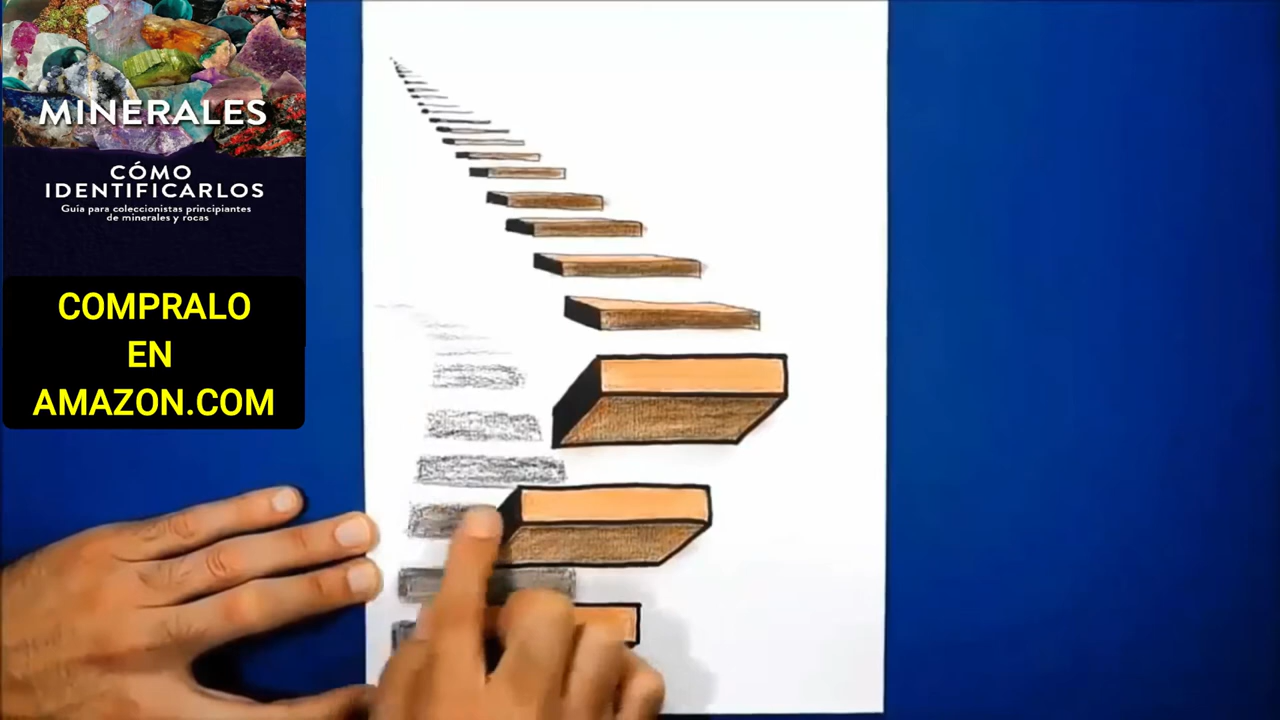 MINERALES
CÓMO
IDENTIFICARLOS
Guía para coleccionistas principiantes
de minerales y rocas
COMPRALO
EN
AMAZON.COM